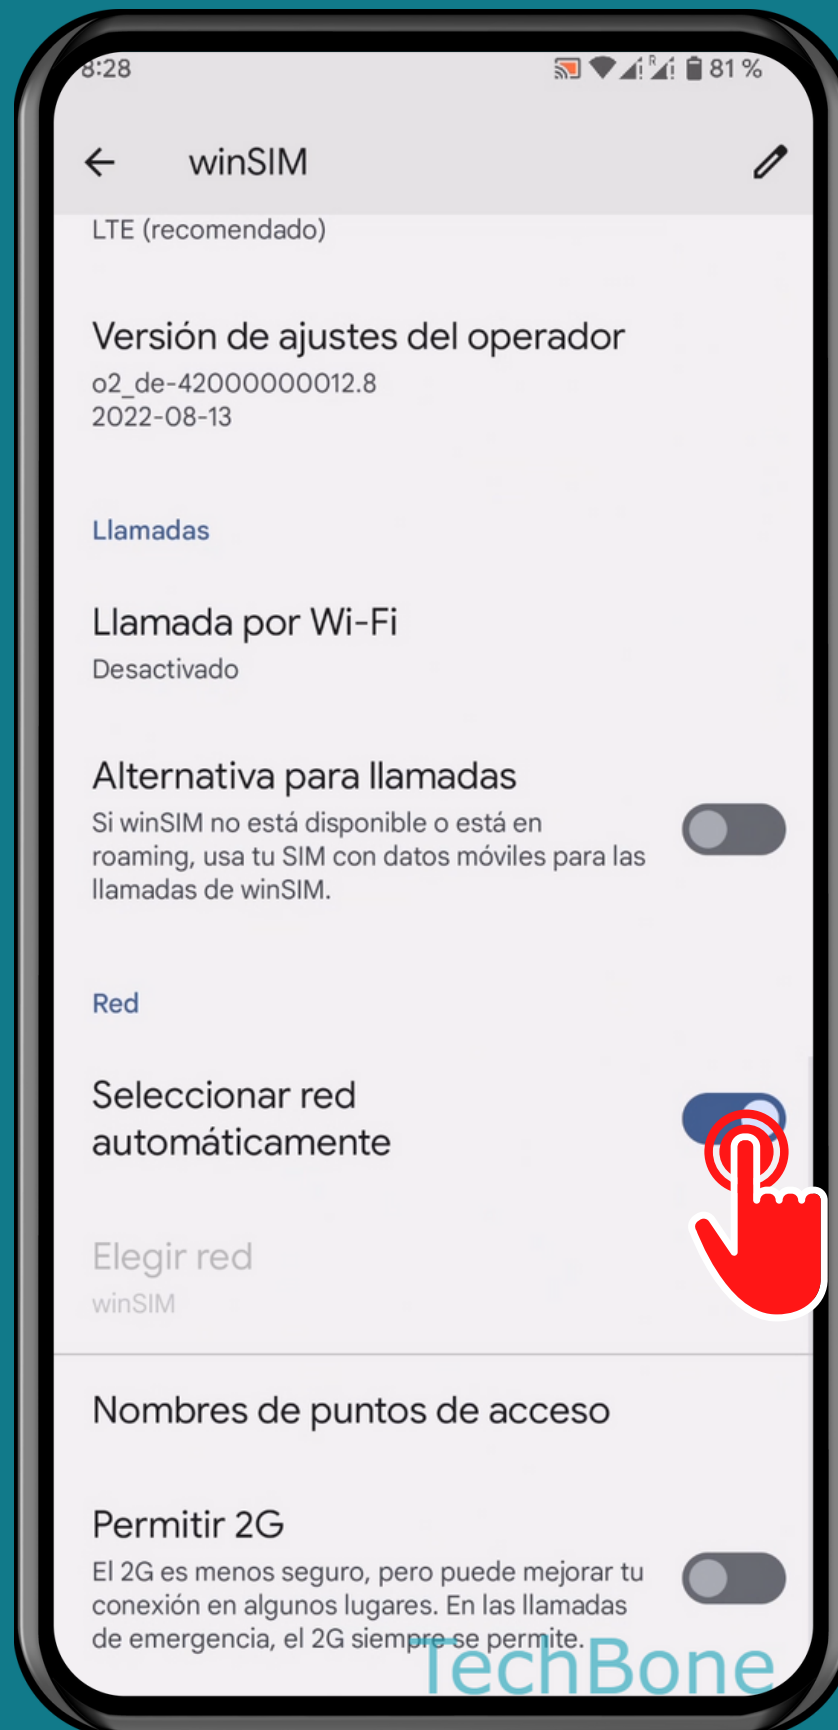 8:28
R
81 %
winSIM
LTE (recomendado)
Versión de ajustes del operador
o2_de-42000000012.8
2022-08-13
Llamadas
Llamada por Wi-Fi
Desactivado
Alternativa para llamadas
Si winSIM no está disponible o está en
roaming, usa tu SIM con datos móviles para las
llamadas de winSIM.
Red
Seleccionar red
automáticamente
Elegir red
winSIM
Nombres de puntos de acceso
Permitir 2G
El 2G es menos seguro, pero puede mejorar tu
conexión en algunos lugares. En las llamadas
de emergencia, el 2G siempre se permite.
TechBone